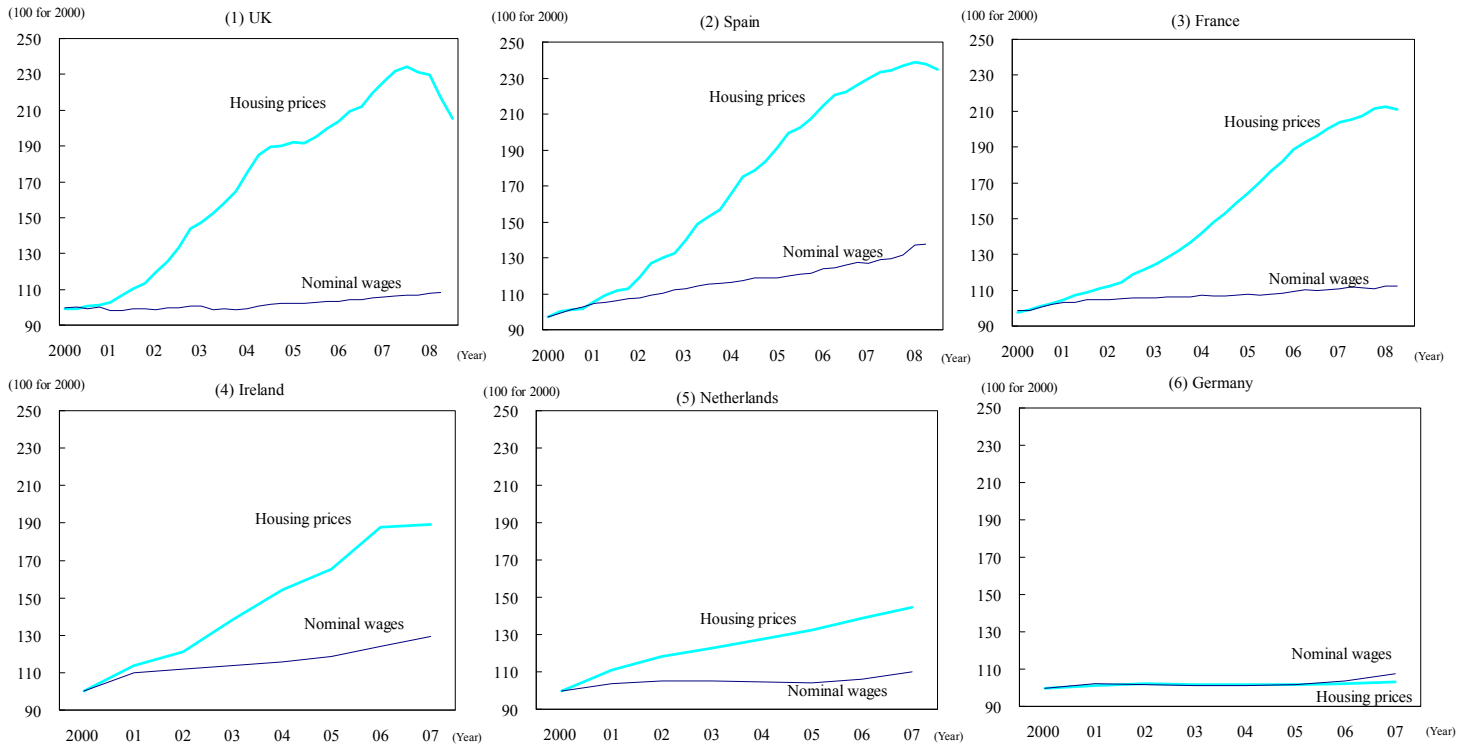 (100 for 2000)
(1) UK
250
230
210
190
170
150
130
110
90
Housing prices
Nominal wages
2000 01 02 03 04 05 06 07 08 (Year)
(100 for 2000)
(2) Spain
250
230
210
190
170
150
130
110
90
Housing prices
Nominal wages
2000 01 02 03 04 05 06 07 08 (Year)
(100 for 2000)
(3) France
250
230
210
190
170
150
130
110
90
Housing prices
Nominal wages
2000 01 02 03 04 05 06 07 08 (Year)
(100 for 2000)
(4) Ireland
250
230
210
190
170
150
130
110
90
Housing prices
Nominal wages
2000 01 02 03 04 05 06 07 (Year)
(100 for 2000)
(5) Netherlands
250
230
210
190
170
150
130
110
90
Housing prices
Nominal wages
2000 01 02 03 04 05 06 07 (Year)
(100 for 2000)
(6) Germany
250
230
210
190
170
150
130
110
90
Nominal wages
Housing prices
2000 01 02 03 04 05 06 07 (Year)